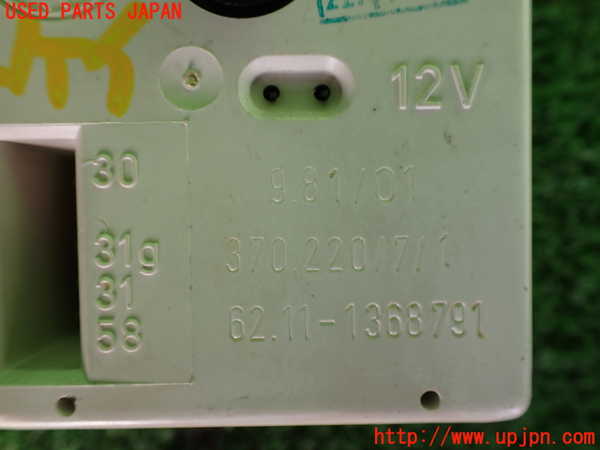 USED PARTS JAPAN
12V
30
9.81/01
31g
370.220/7/1
31
58
62.11-1368791
http://www.upjpn.com